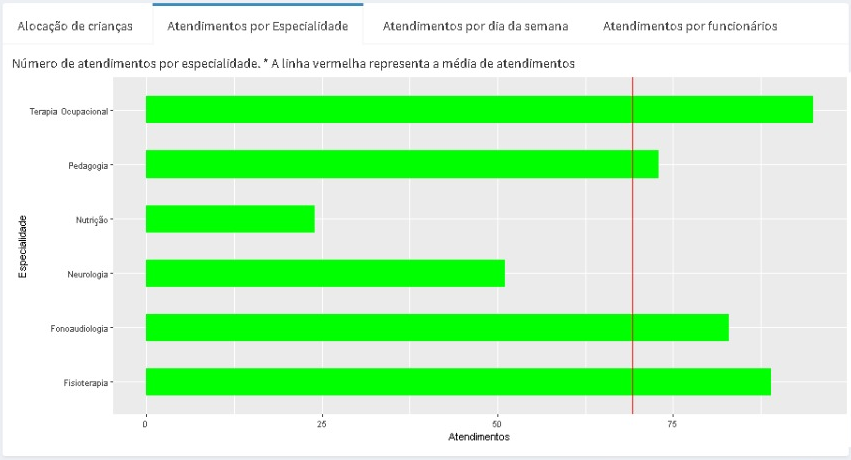 Alocação de crianças
Atendimentos por Especialidade
Atendimentos por dia da semana
Atendimentos por funcionários
Número de atendimentos por especialidade. * A linha vermelha representa a média de atendimentos
Especialidade
Terapia Ocupacional
Pedagogia
Nutrição
Neurologia
Fonoaudiologia
Fisioterapia
0
25
50
75
Atendimentos